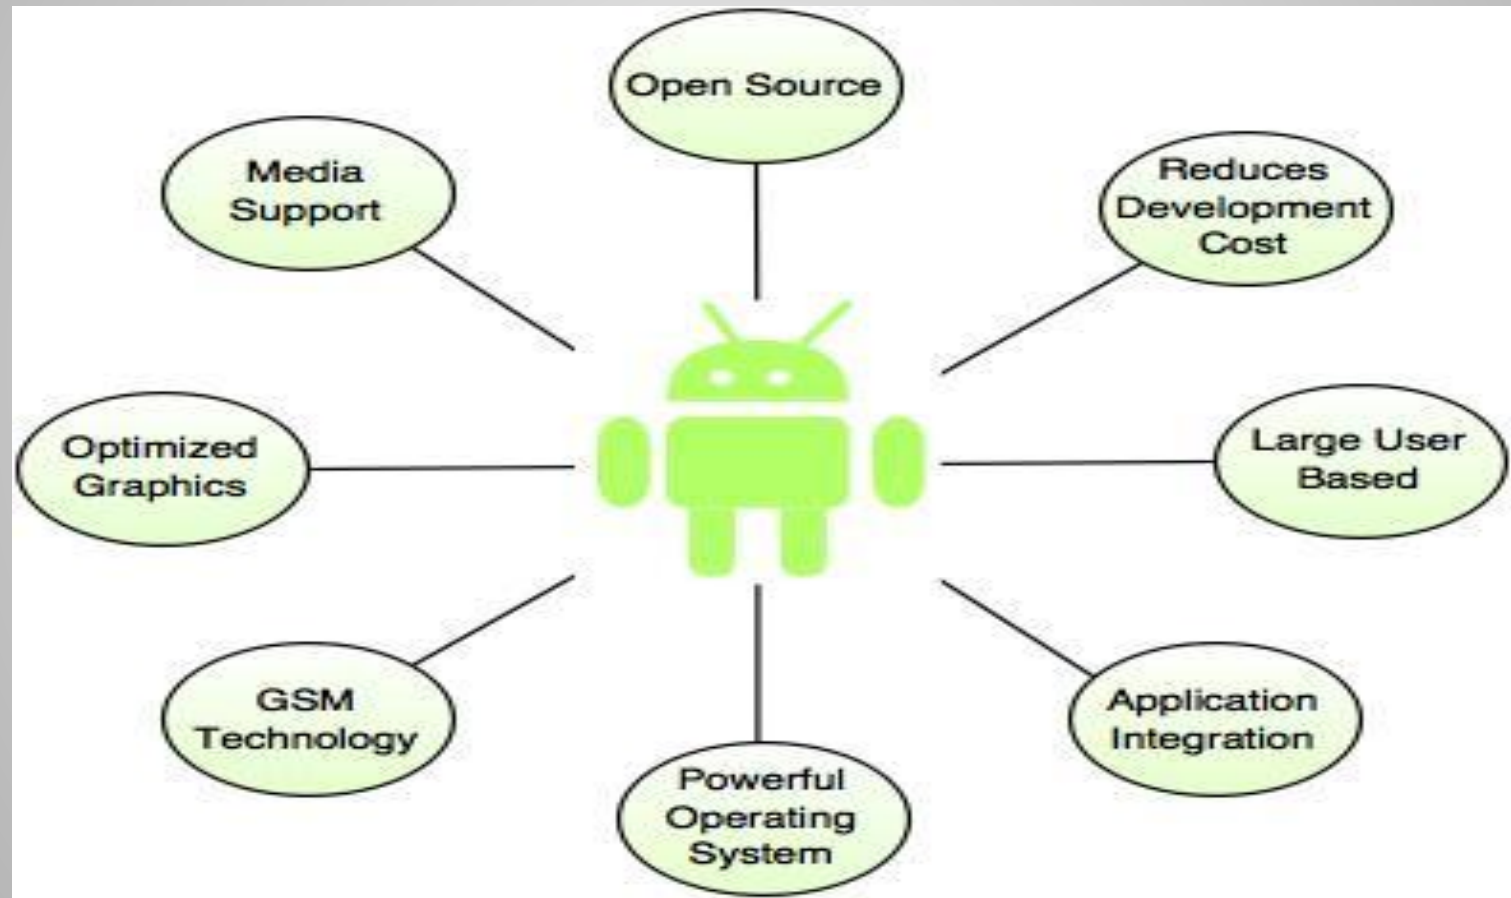 Open Source
Media
Support
Reduces
Development
Cost
Optimized
Graphics
Large User
Based
GSM
Technology
Application
Integration
Powerful
Operating
System